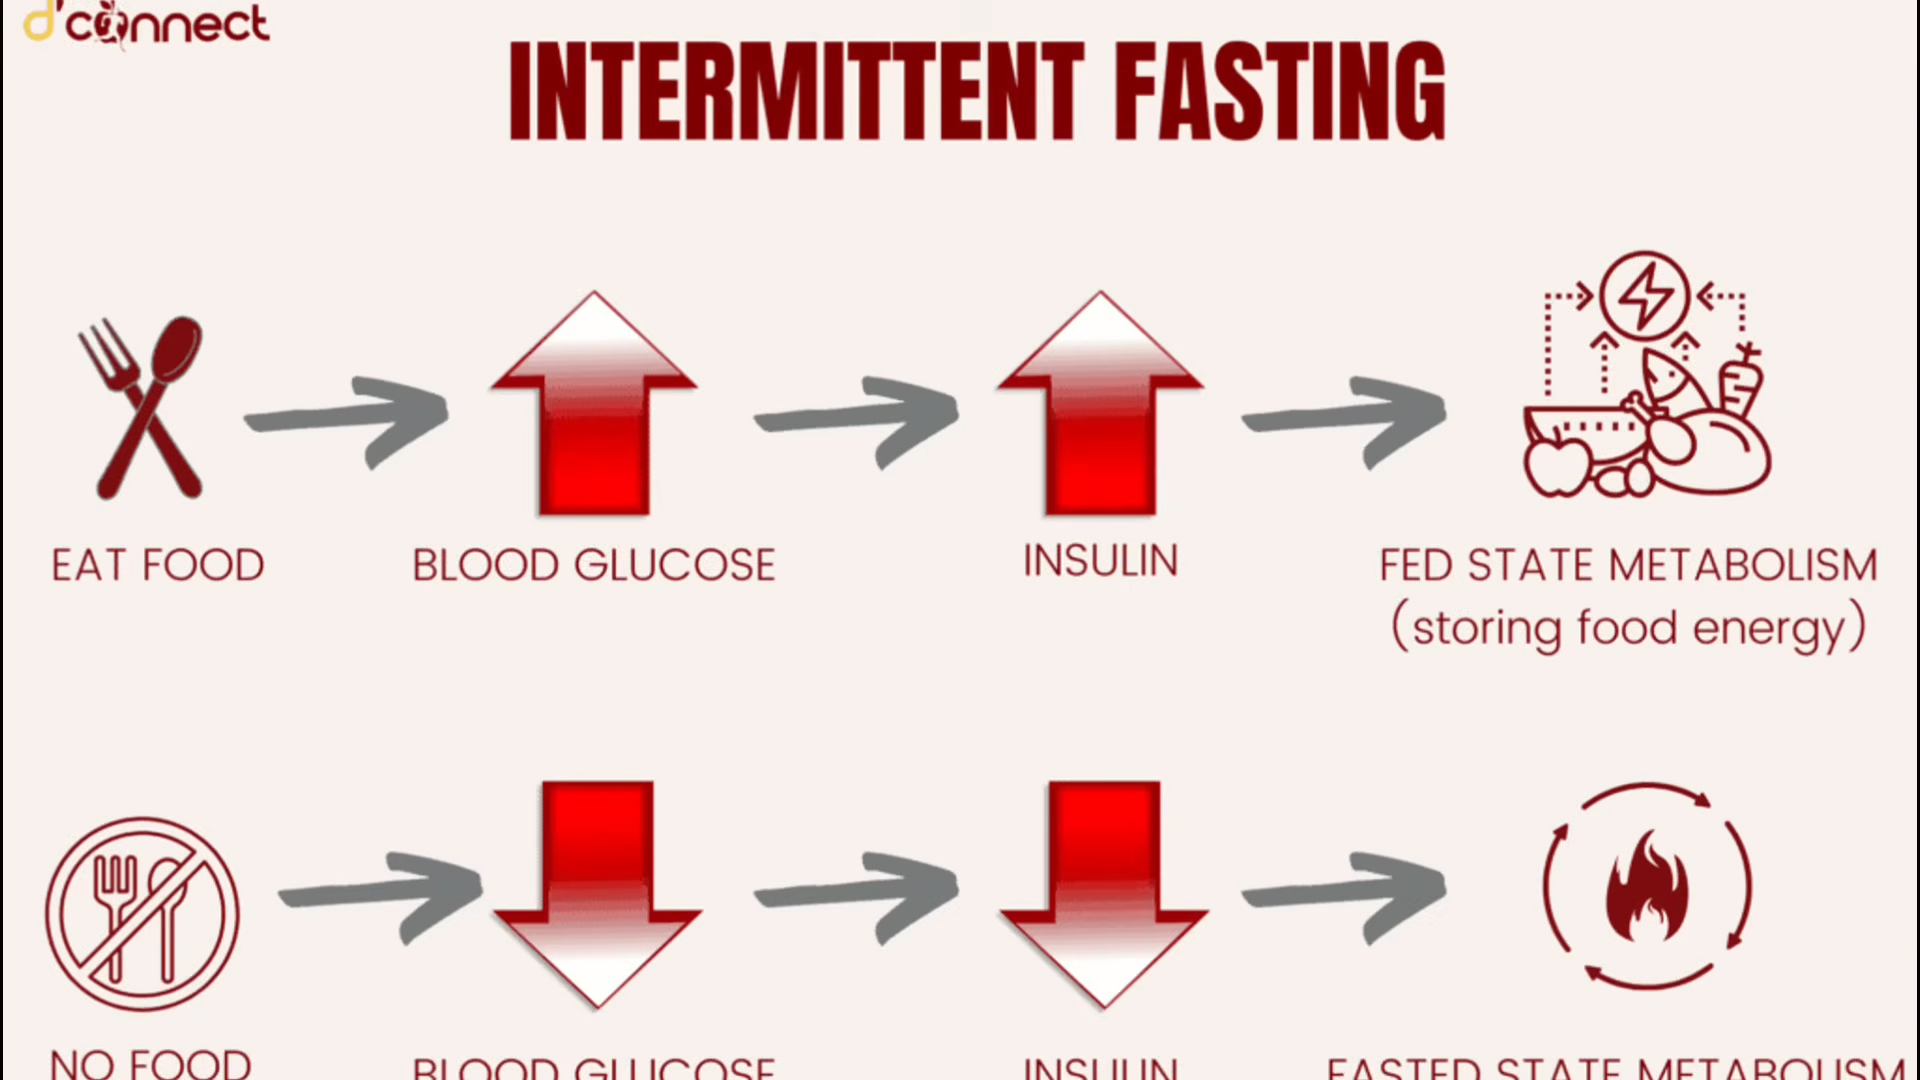 d'connect
INTERMITTENT FASTING
EAT FOOD
BLOOD GLUCOSE
INSULIN
FED STATE METABOLISM
(storing food energy)
NO FOOD
BLOOD GLUCOSE
INSULIN
FASTED STATE METABOLISM